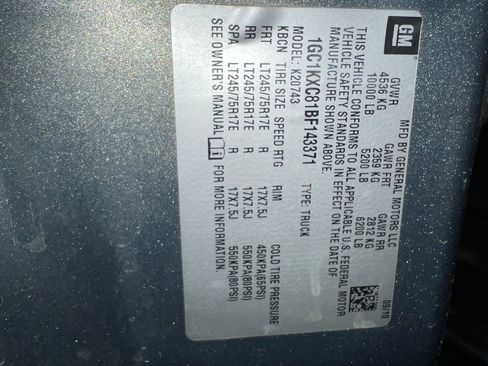 GM
MFD BY GENERAL MOTORS LLC 09/10
GVWR GAWR FRT GAWR RR
4536 KG 2359 KG 2812 KG
10000 LB 5200 LB 6200 LB
THIS VEHICLE CONFORMS TO ALL APPLICABLE U.S. FEDERAL MOTOR
VEHICLE SAFETY STANDARDS IN EFFECT ON THE DATE OF
MANUFACTURE SHOWN ABOVE.
1GC1KXC81BF143371 TYPE: TRUCK
MODEL: K20743
KBCN TIRE SIZE SPEED RTG RIM COLD TIRE PRESSURE
FRT LT245/75R17E R 17X7.5J 450KPA(65PSI)
RR LT245/75R17E R 17X7.5J 550KPA(80PSI)
SPA LT245/75R17E R 17X7.5J 550KPA(80PSI)
SEE OWNER'S MANUAL i FOR MORE INFORMATION.